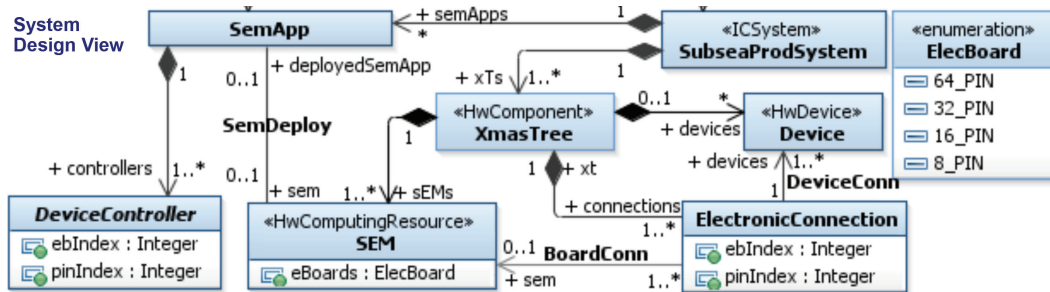 System
Design View
SemApp
+ semApps
1
*
«ICSystem»
SubseaProdSystem
«enumeration»
ElecBoard
64_PIN
32_PIN
16_PIN
8_PIN
1
0..1
+ deployedSemApp
+ xTs
1..*
1
SemDeploy
«HwComponent»
XmasTree
0..1
*
+ devices
«HwDevice»
Device
1
1
+ xt
+ devices
1..*
DeviceConn
1
+ controllers
1..*
0..1
+ sem
1..*
+ sEMs
+ connections
1..*
DeviceController
ebIndex : Integer
pinIndex : Integer
«HwComputingResource»
SEM
eBoards : ElecBoard
0..1
BoardConn
+ sem
1..*
ElectronicConnection
ebIndex : Integer
pinIndex : Integer